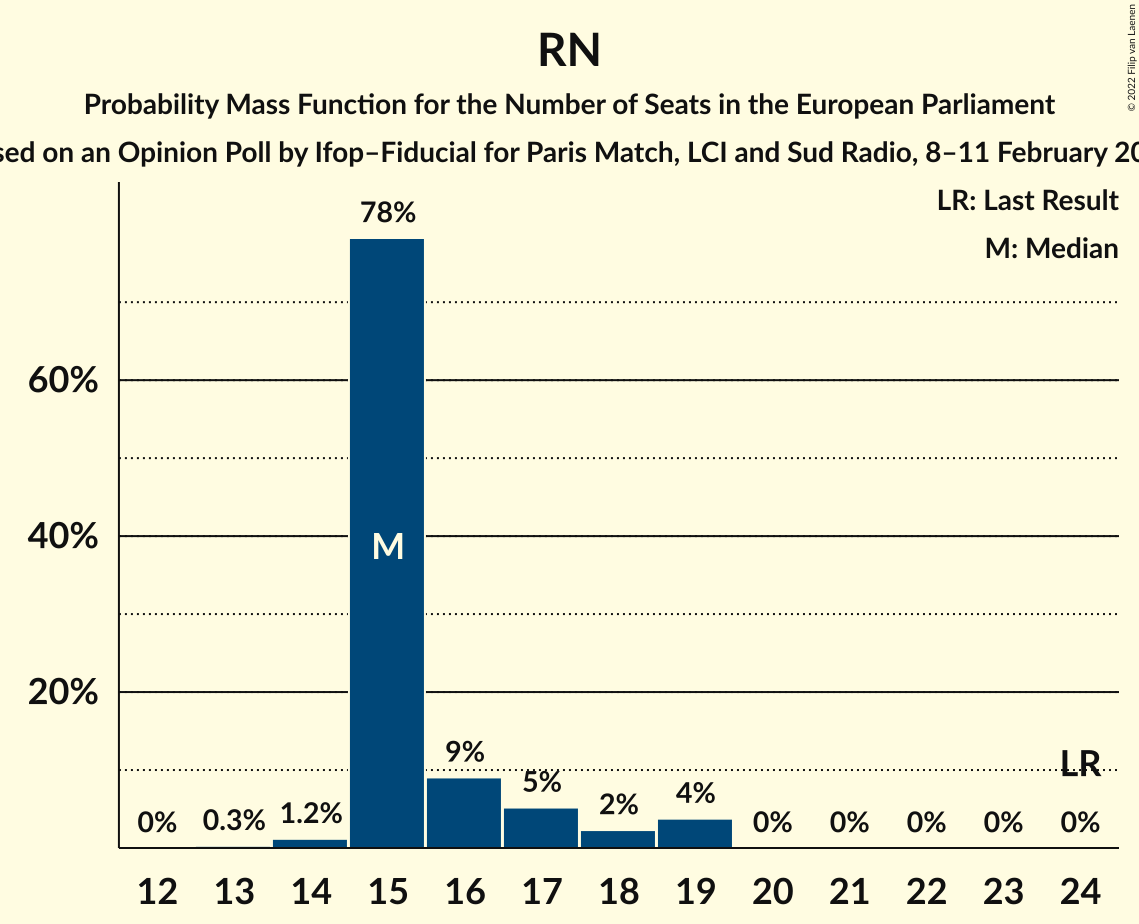 RN
Probability Mass Function for the Number of Seats in the European Parliament
on an Opinion Poll by Ifop–Fiducial for Paris Match, LCI and Sud Radio, 8–11 February
© 2022 Filip van Laenen
LR: Last Result
M: Median
78%
60%
40%
M
20%
LR
9%
5%
4%
2%
1.2%
0.3%
0%
0%
0%
0%
0%
0%
12 13 14 15 16 17 18 19 20 21 22 23 24